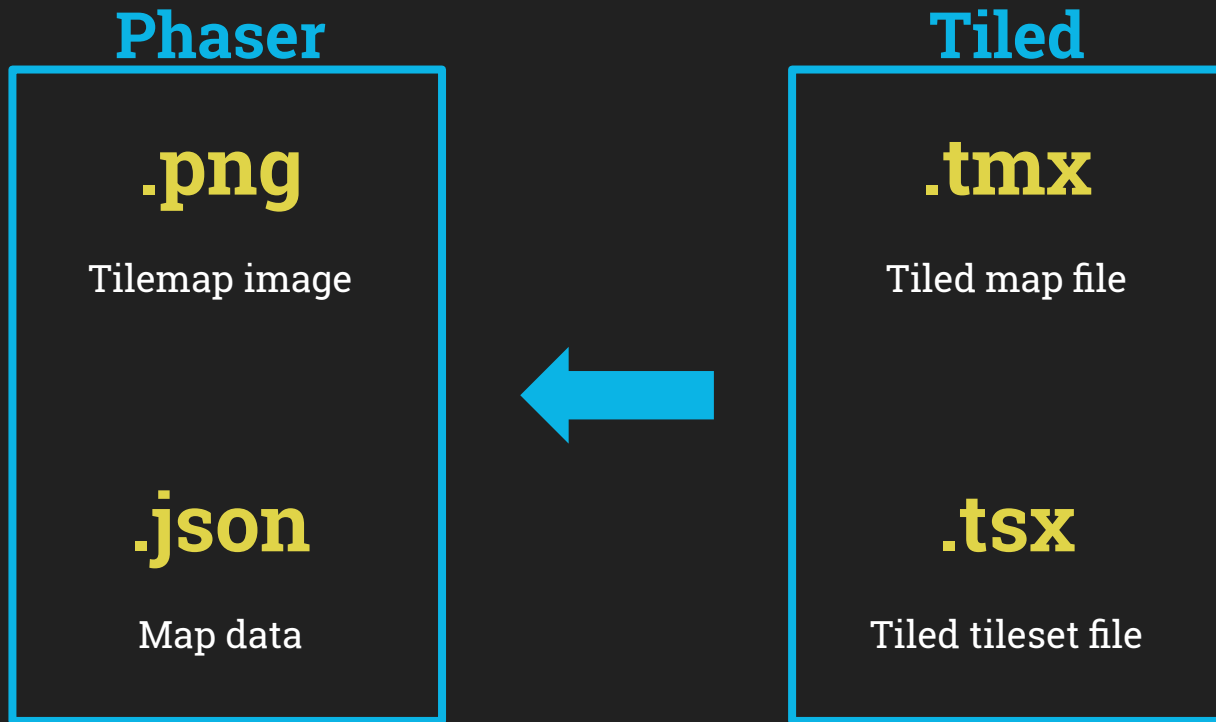 Phaser
.png
Tilemap image
.json
Map data
Tiled
.tmx
Tiled map file
.tsx
Tiled tileset file